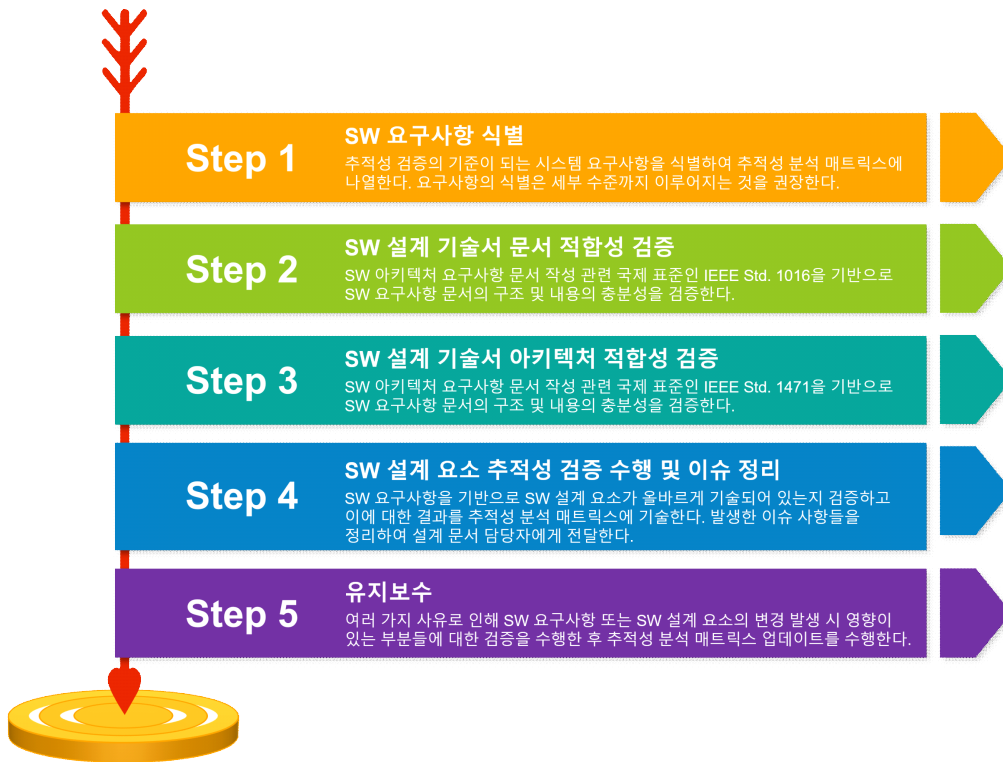 Step 1
SW 요구사항 식별
추적성 검증의 기준이 되는 시스템 요구사항을 식별하여 추적성 분석 매트릭스에
나열한다. 요구사항의 식별은 세부 수준까지 이루어지는 것을 권장한다.
Step 2
SW 설계 기술서 문서 적합성 검증
SW 아키텍처 요구사항 문서 작성 관련 국제 표준인 IEEE Std. 1016을 기반으로
SW 요구사항 문서의 구조 및 내용의 충분성을 검증한다.
Step 3
SW 설계 기술서 아키텍처 적합성 검증
SW 아키텍처 요구사항 문서 작성 관련 국제 표준인 IEEE Std. 1471을 기반으로
SW 요구사항 문서의 구조 및 내용의 충분성을 검증한다.
Step 4
SW 설계 요소 추적성 검증 수행 및 이슈 정리
SW 요구사항을 기반으로 SW 설계 요소가 올바르게 기술되어 있는지 검증하고
이에 대한 결과를 추적성 분석 매트릭스에 기술한다. 발생한 이슈 사항들을
정리하여 설계 문서 담당자에게 전달한다.
Step 5
유지보수
여러 가지 사유로 인해 SW 요구사항 또는 SW 설계 요소의 변경 발생 시 영향이
있는 부분들에 대한 검증을 수행한 후 추적성 분석 매트릭스 업데이트를 수행한다.